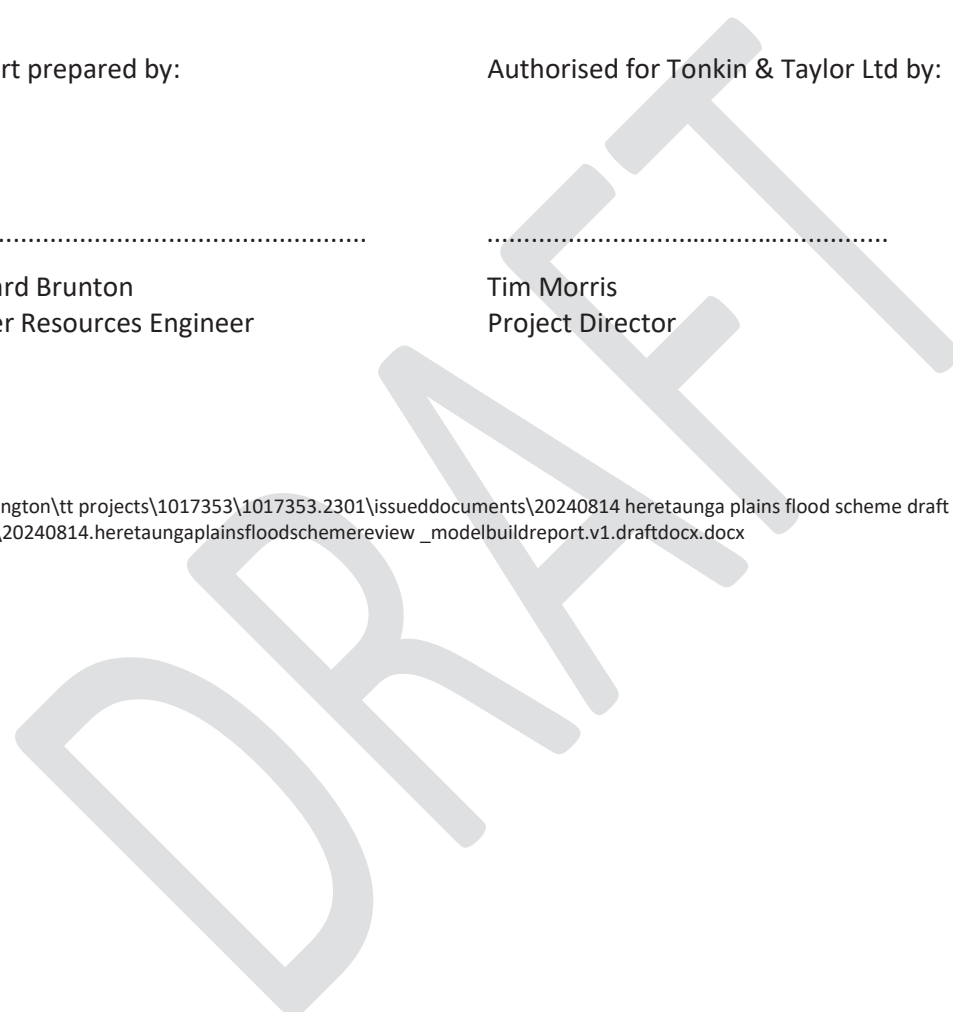 rt prepared by:
Authorised for Tonkin & Taylor Ltd by:
................................................
................................................
ard Brunton
Tim Morris
er Resources Engineer
Project Director
ngton\tt projects\1017353\1017353.2301\issueddocuments\20240814 heretaunga plains flood scheme draft
\20240814.heretaungaplainsfloodschemereview _modelbuildreport.v1.draftdocx.docx
DRAFT